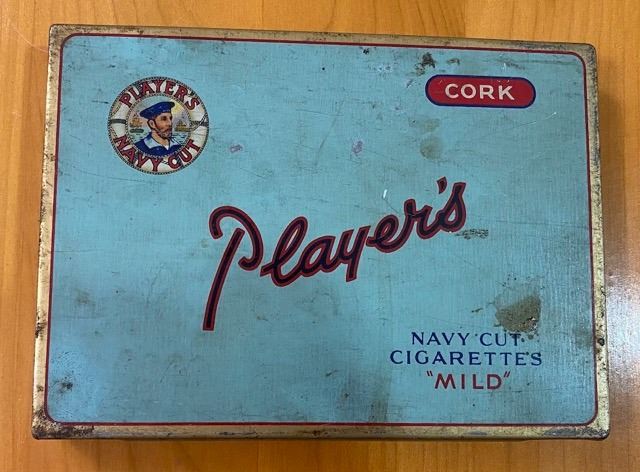 PLAYER'S
NAVY CUT
CORK
Player's
NAVY CUT
CIGARETTES
"MILD"